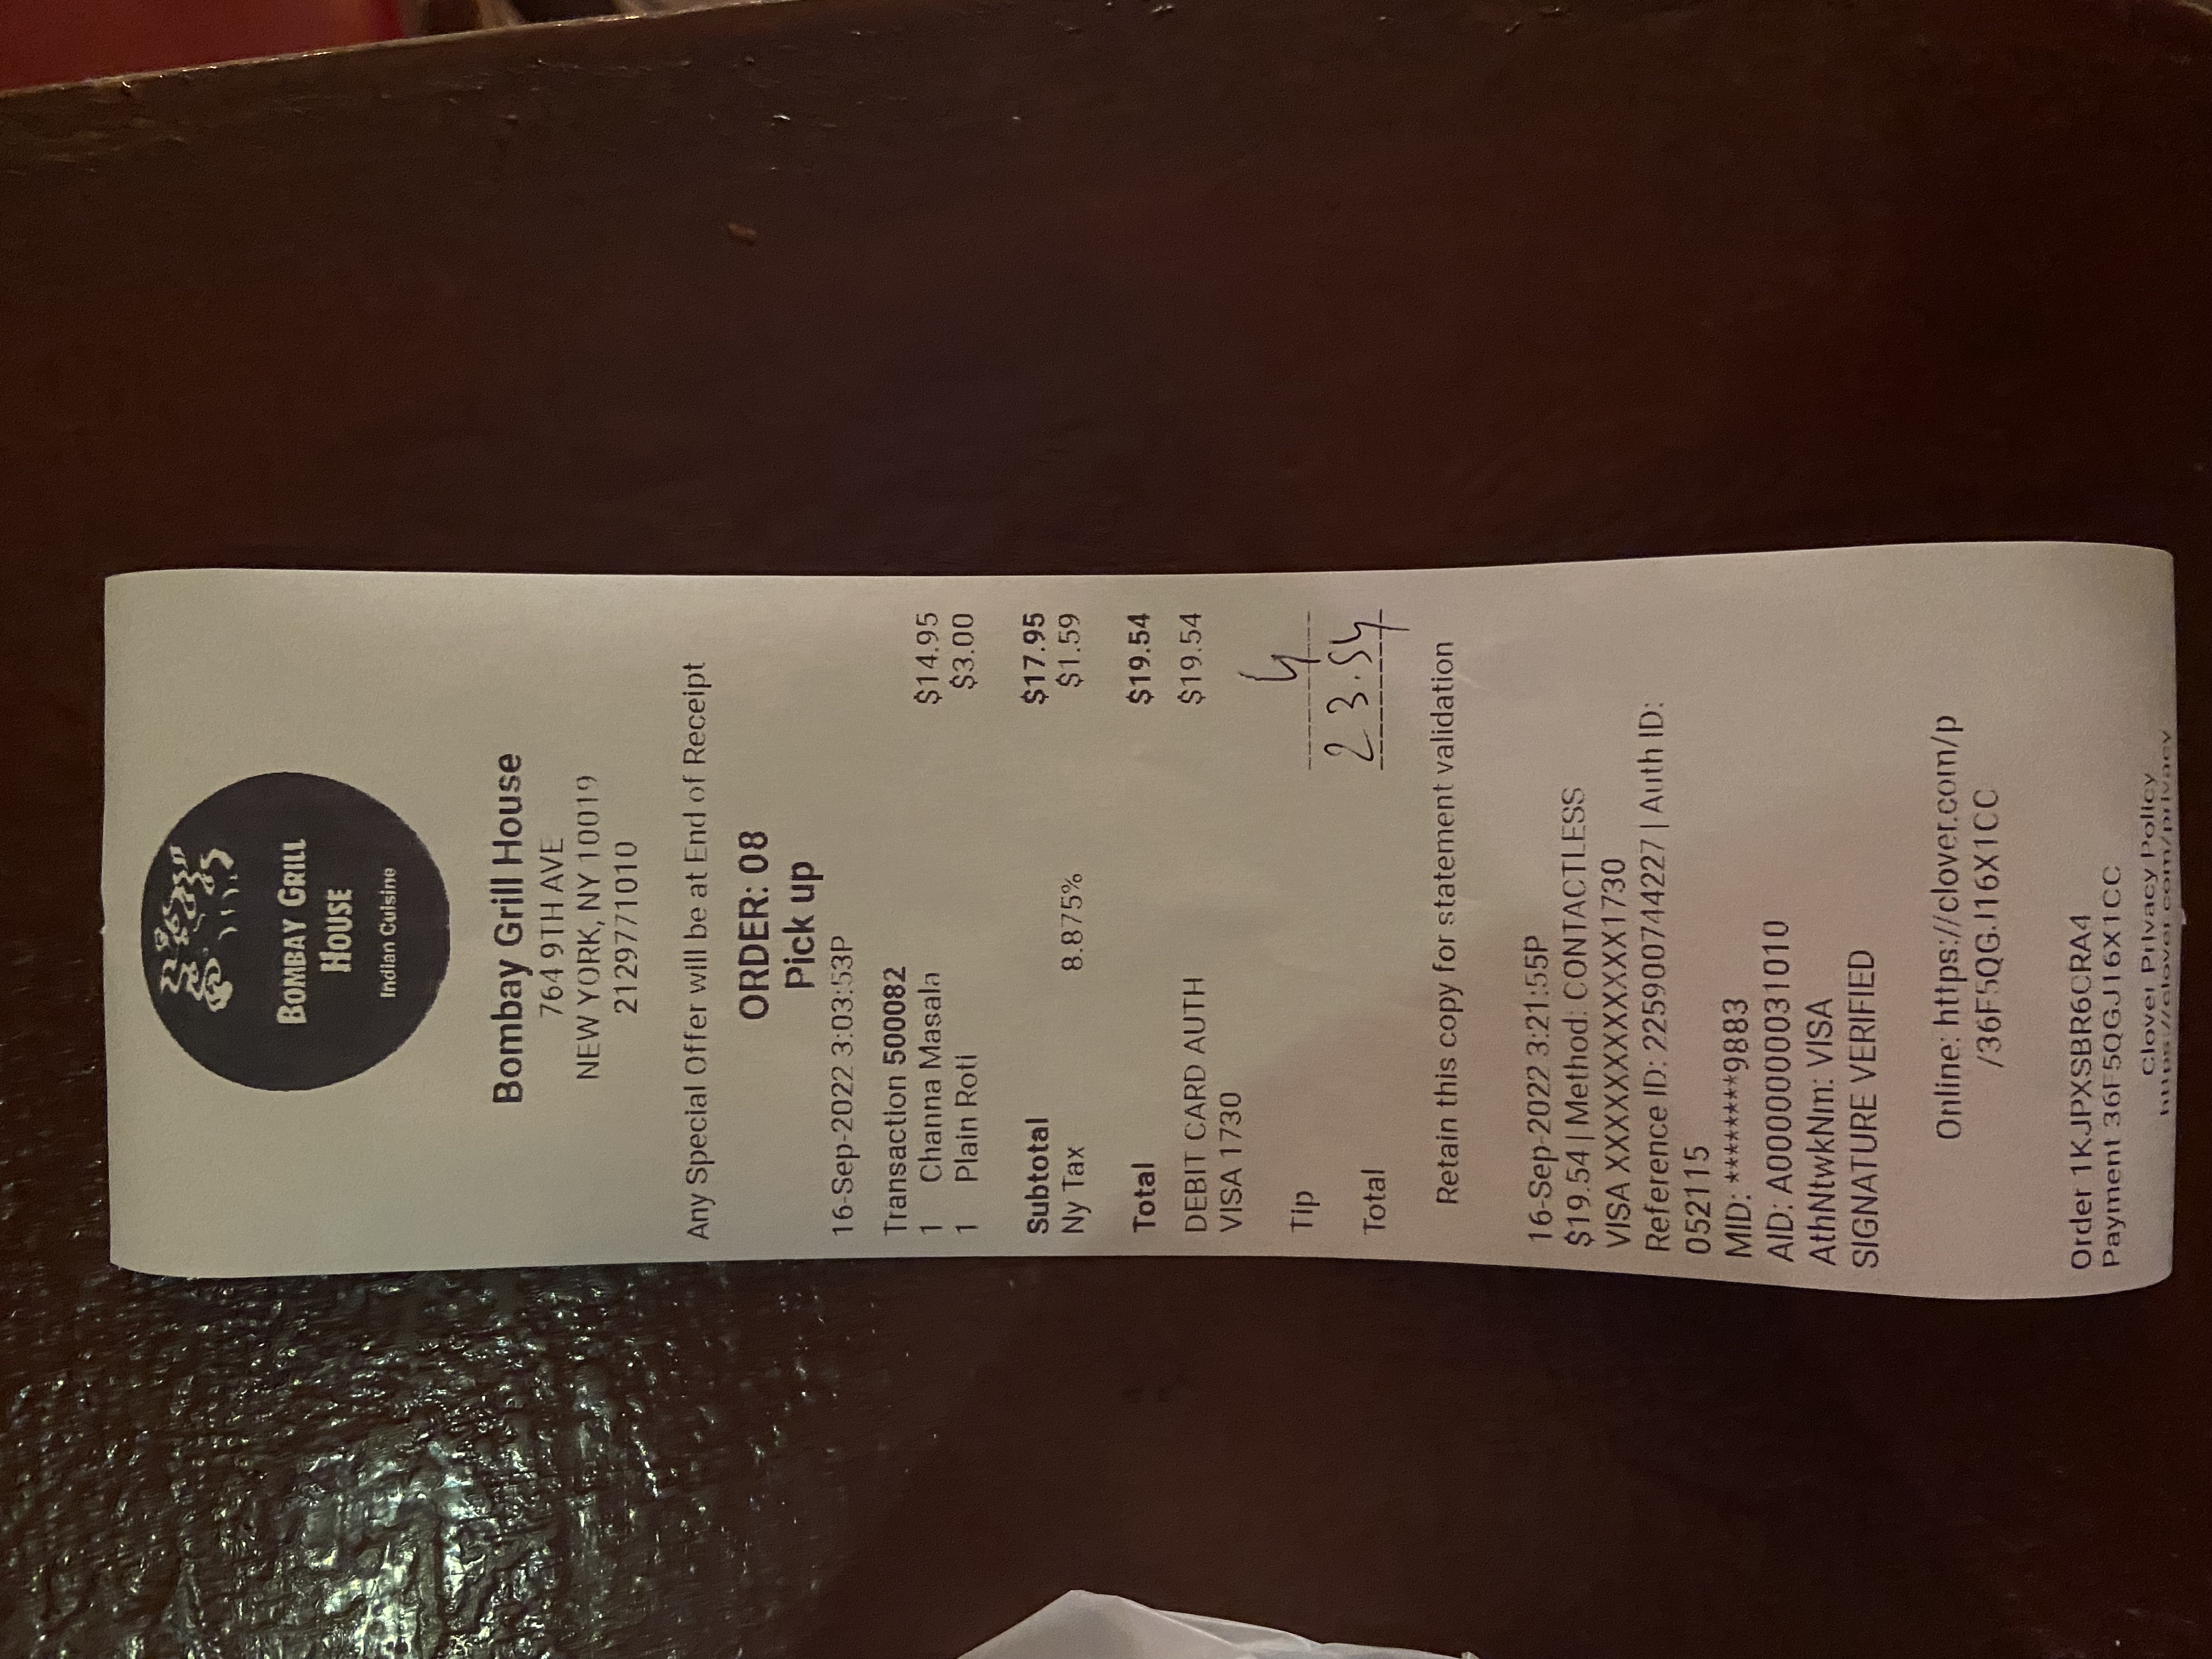 BOMBAY GRILL
HOUSE
Indian Cuisine
Bombay Grill House
764 9TH AVE
NEW YORK, NY 10019
2129771010
Any Special Offer will be at End of Receipt
ORDER: 08
Pick up
16-Sep-2022 3:03:53P
Transaction 500082
1 Channa Masala $14.95
1 Plain Roti $3.00
Subtotal $17.95
Ny Tax 8.875% $1.59
Total $19.54
DEBIT CARD AUTH $19.54
VISA 1730
Tip 4
Total 23.54
Retain this copy for statement validation
16-Sep-2022 3:21:55P
$19.54 | Method: CONTACTLESS
VISA XXXXXXXXXXXX1730
Reference ID: 225900744227 | Auth ID:
052115
MID: ********9883
AID: A0000000031010
AthNtwkNm: VISA
SIGNATURE VERIFIED
Online: https://clover.com/p
/36F5QGJ16X1CC
Order 1KJPXSBR6CRA4
Payment 36F5QGJ16X1CC
Clover Privacy Policy
https://clover.com/privacy